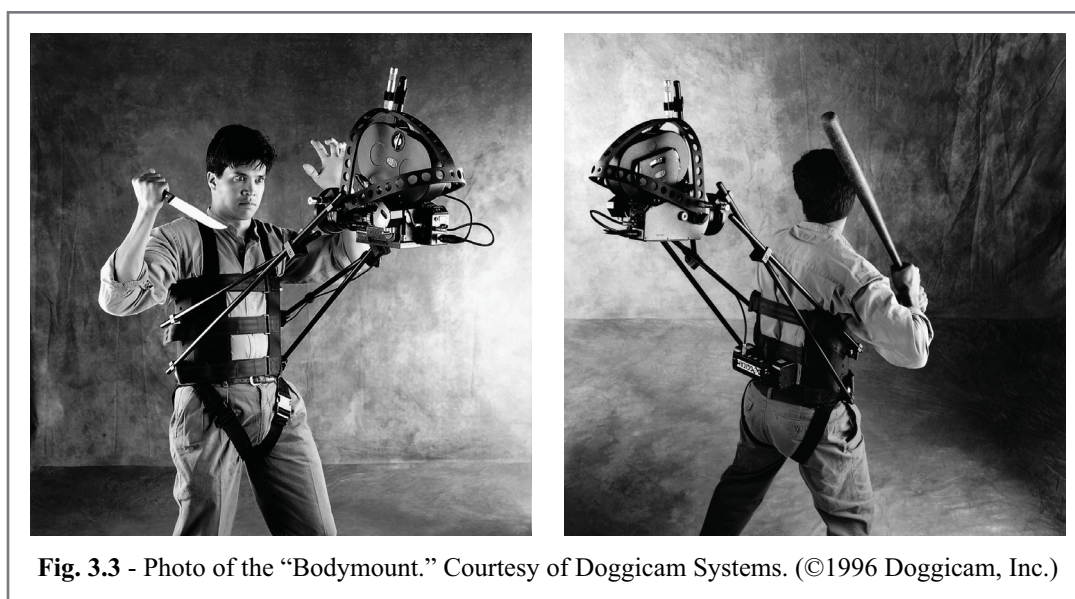 Fig. 3.3 - Photo of the “Bodymount.” Courtesy of Doggicam Systems. (©1996 Doggicam, Inc.)